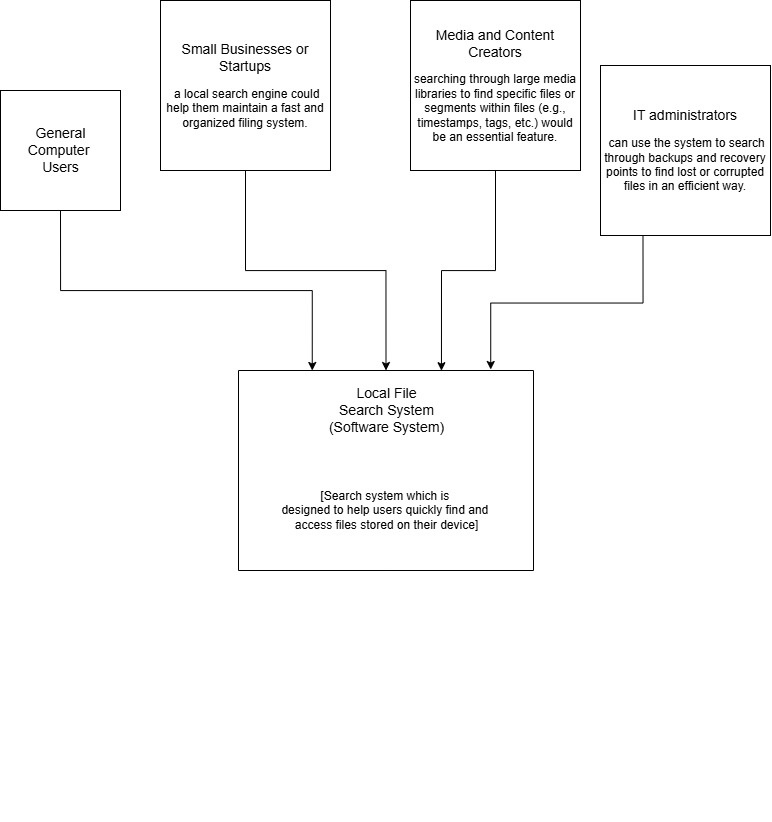 Small Businesses or
Startups
a local search engine could
help them maintain a fast and
organized filing system.
Media and Content
Creators
searching through large media
libraries to find specific files or
segments within files (e.g.,
timestamps, tags, etc.) would
be an essential feature.
IT administrators
can use the system to search
through backups and recovery
points to find lost or corrupted
files in an efficient way.
General
Computer
Users
Local File
Search System
(Software System)
[Search system which is
designed to help users quickly find and
access files stored on their device]